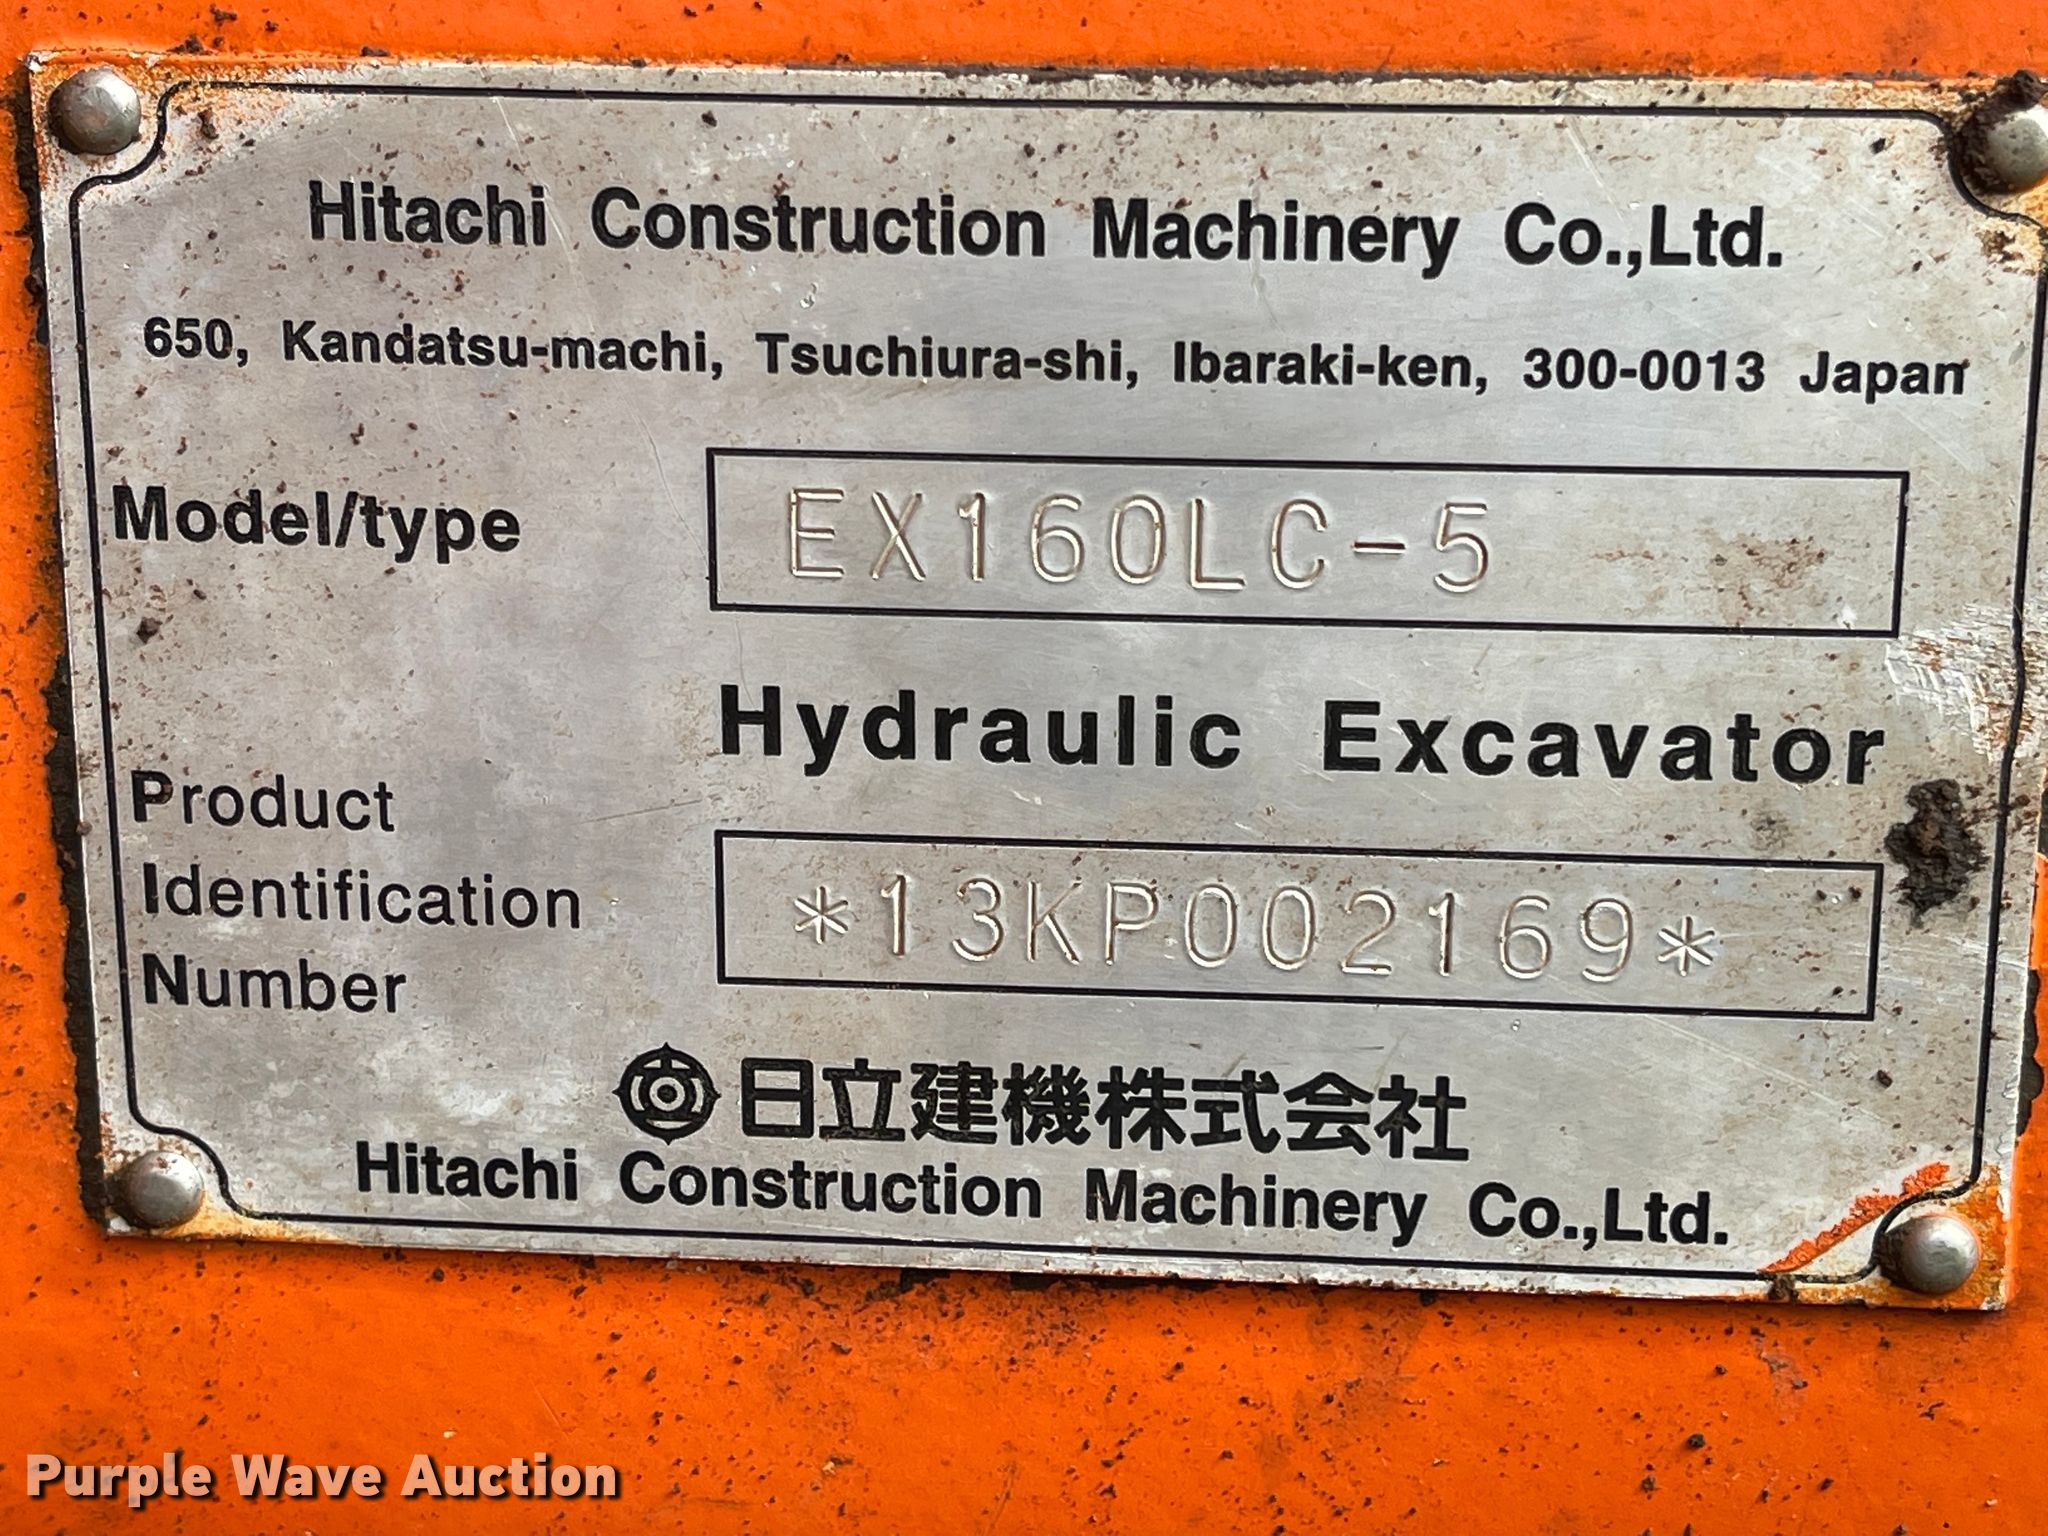 Hitachi Construction Machinery Co.,Ltd.
650, Kandatsu-machi, Tsuchiura-shi, Ibaraki-ken, 300-0013 Japan
Model/type EX160LC-5
Hydraulic Excavator
Product
Identification
Number
*13KP002169*
日立建機株式会社
Hitachi Construction Machinery Co.,Ltd.
Purple Wave Auction